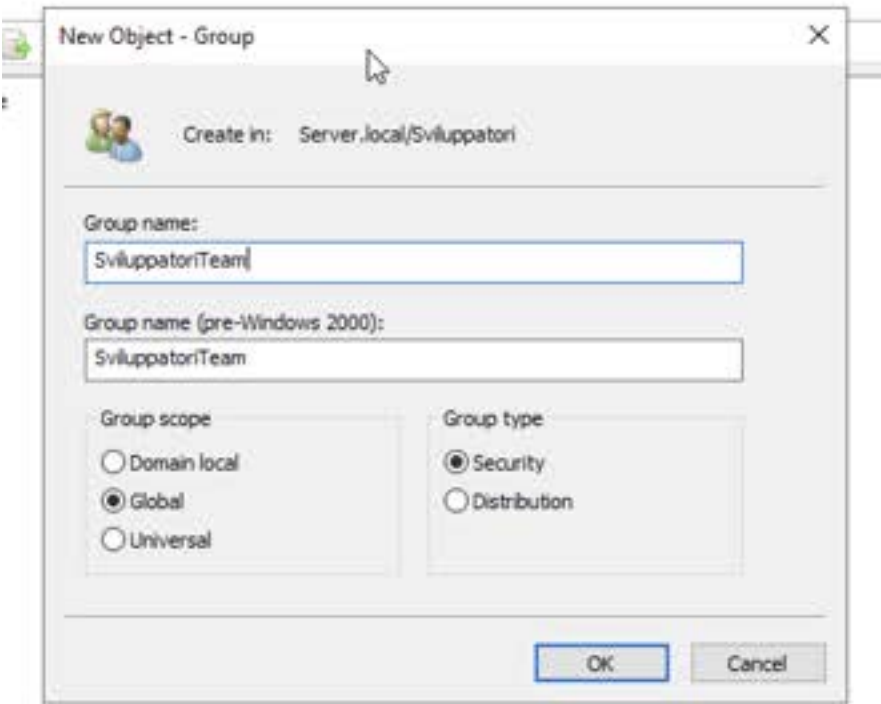 New Object - Group
Create in: Server.local/Sviluppatori
Group name:
SviluppatoriTeam
Group name (pre-Windows 2000):
SviluppatoriTeam
Group scope
Domain local
Global
Universal
Group type
Security
Distribution
OK
Cancel